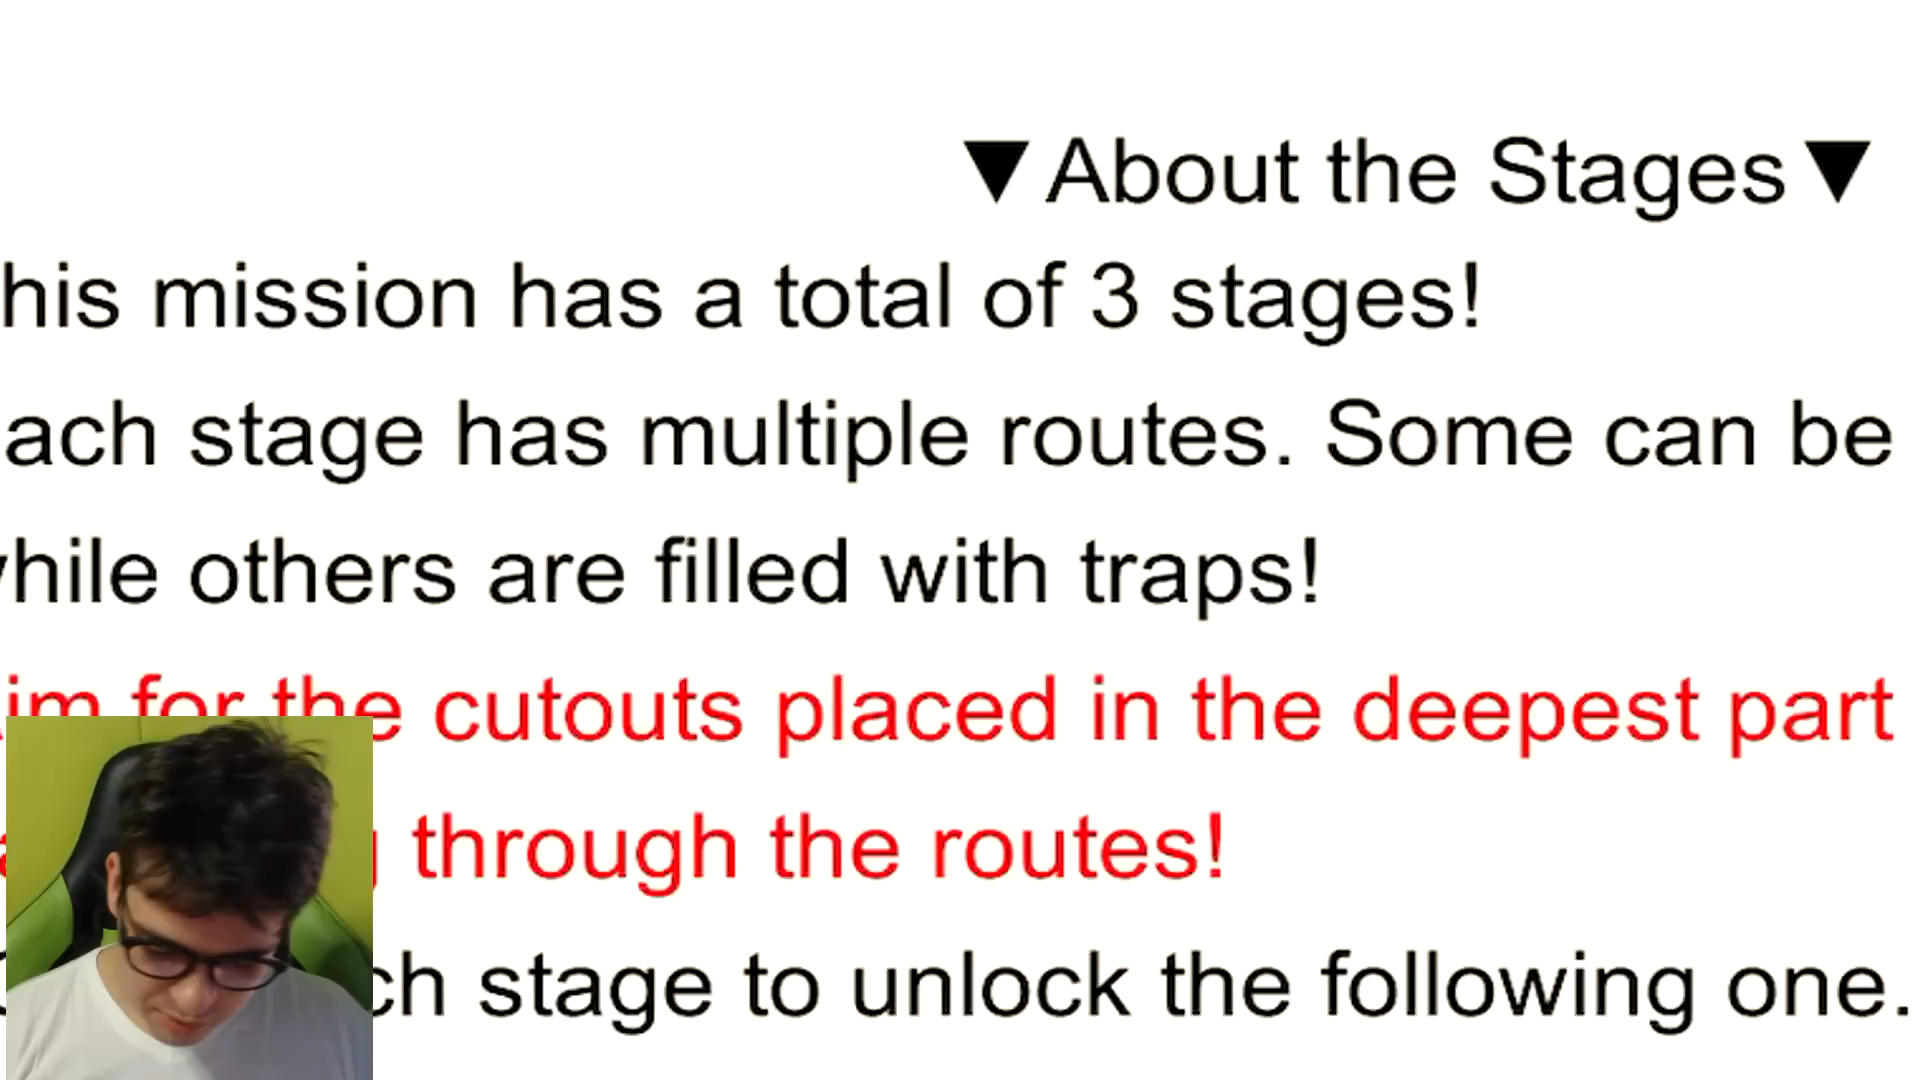 ▼About the Stages▼
his mission has a total of 3 stages!
ach stage has multiple routes. Some can be
while others are filled with traps!
im for the cutouts placed in the deepest part
through the routes!
ch stage to unlock the following one.